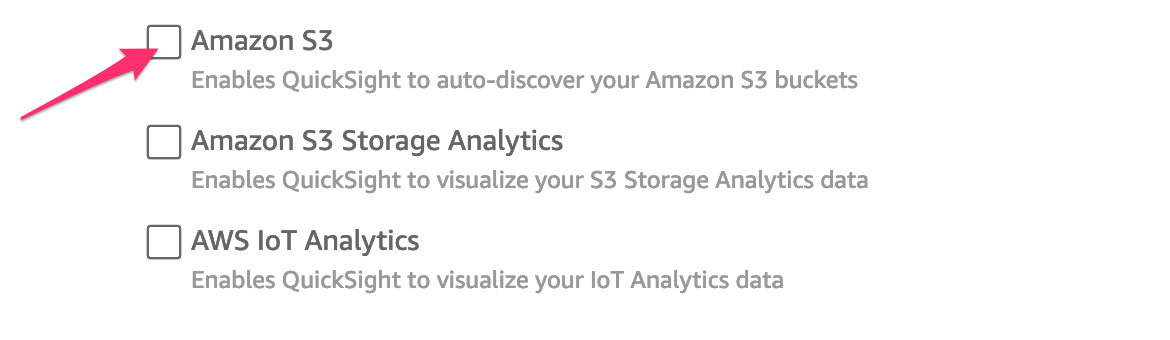 Amazon S3
Enables QuickSight to auto-discover your Amazon S3 buckets
Amazon S3 Storage Analytics
Enables QuickSight to visualize your S3 Storage Analytics data
AWS IoT Analytics
Enables QuickSight to visualize your IoT Analytics data